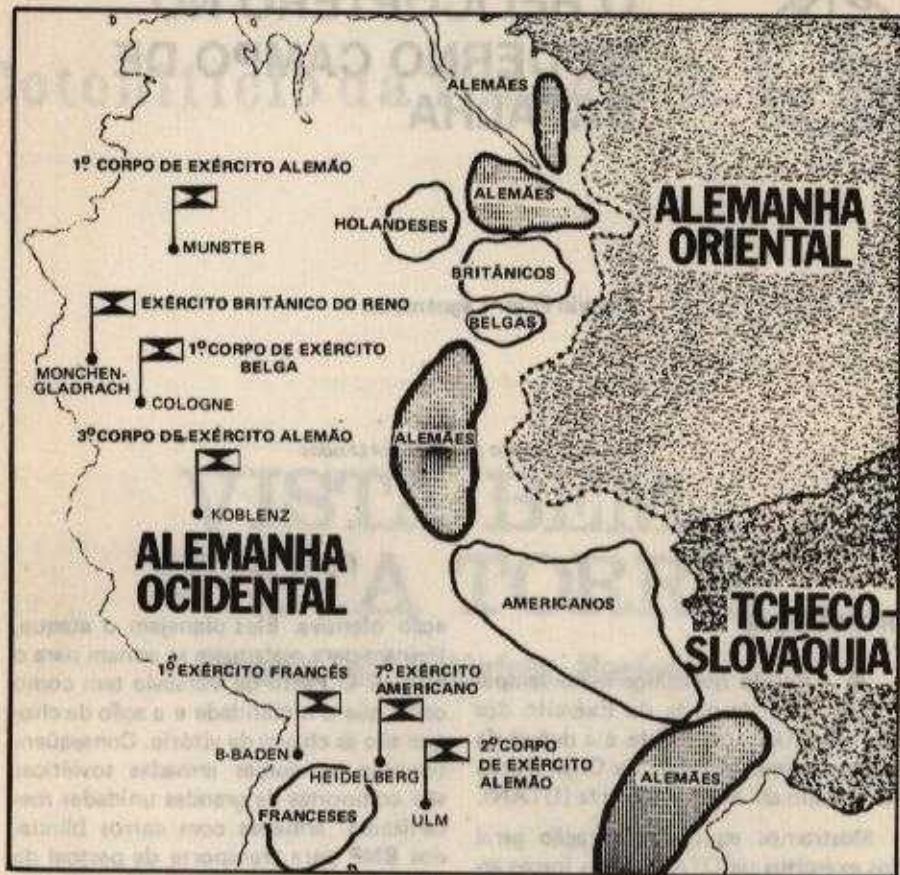 ALEMÃES
1º CORPO DE EXÉRCITO ALEMÃO
MUNSTER
HOLANDESES
ALEMÃES
ALEMANHA
ORIENTAL
BRITÂNICOS
BELGAS
EXÉRCITO BRITÂNICO DO RENO
MONCHEN-
GLADRACH
1º CORPO DE EXÉRCITO
BELGA
COLOGNE
3º CORPO DE EXÉRCITO ALEMÃO
ALEMÃES
KOBLENZ
ALEMANHA
OCIDENTAL
AMERICANOS
TCHECO-
SLOVÁQUIA
1º EXÉRCITO FRANCÉS
B-BADEN
7º EXÉRCITO
AMERICANO
HEIDELBERG
2º CORPO
DE EXÉRCITO
ALEMÃO
ULM
FRANCESES
ALEMÃES